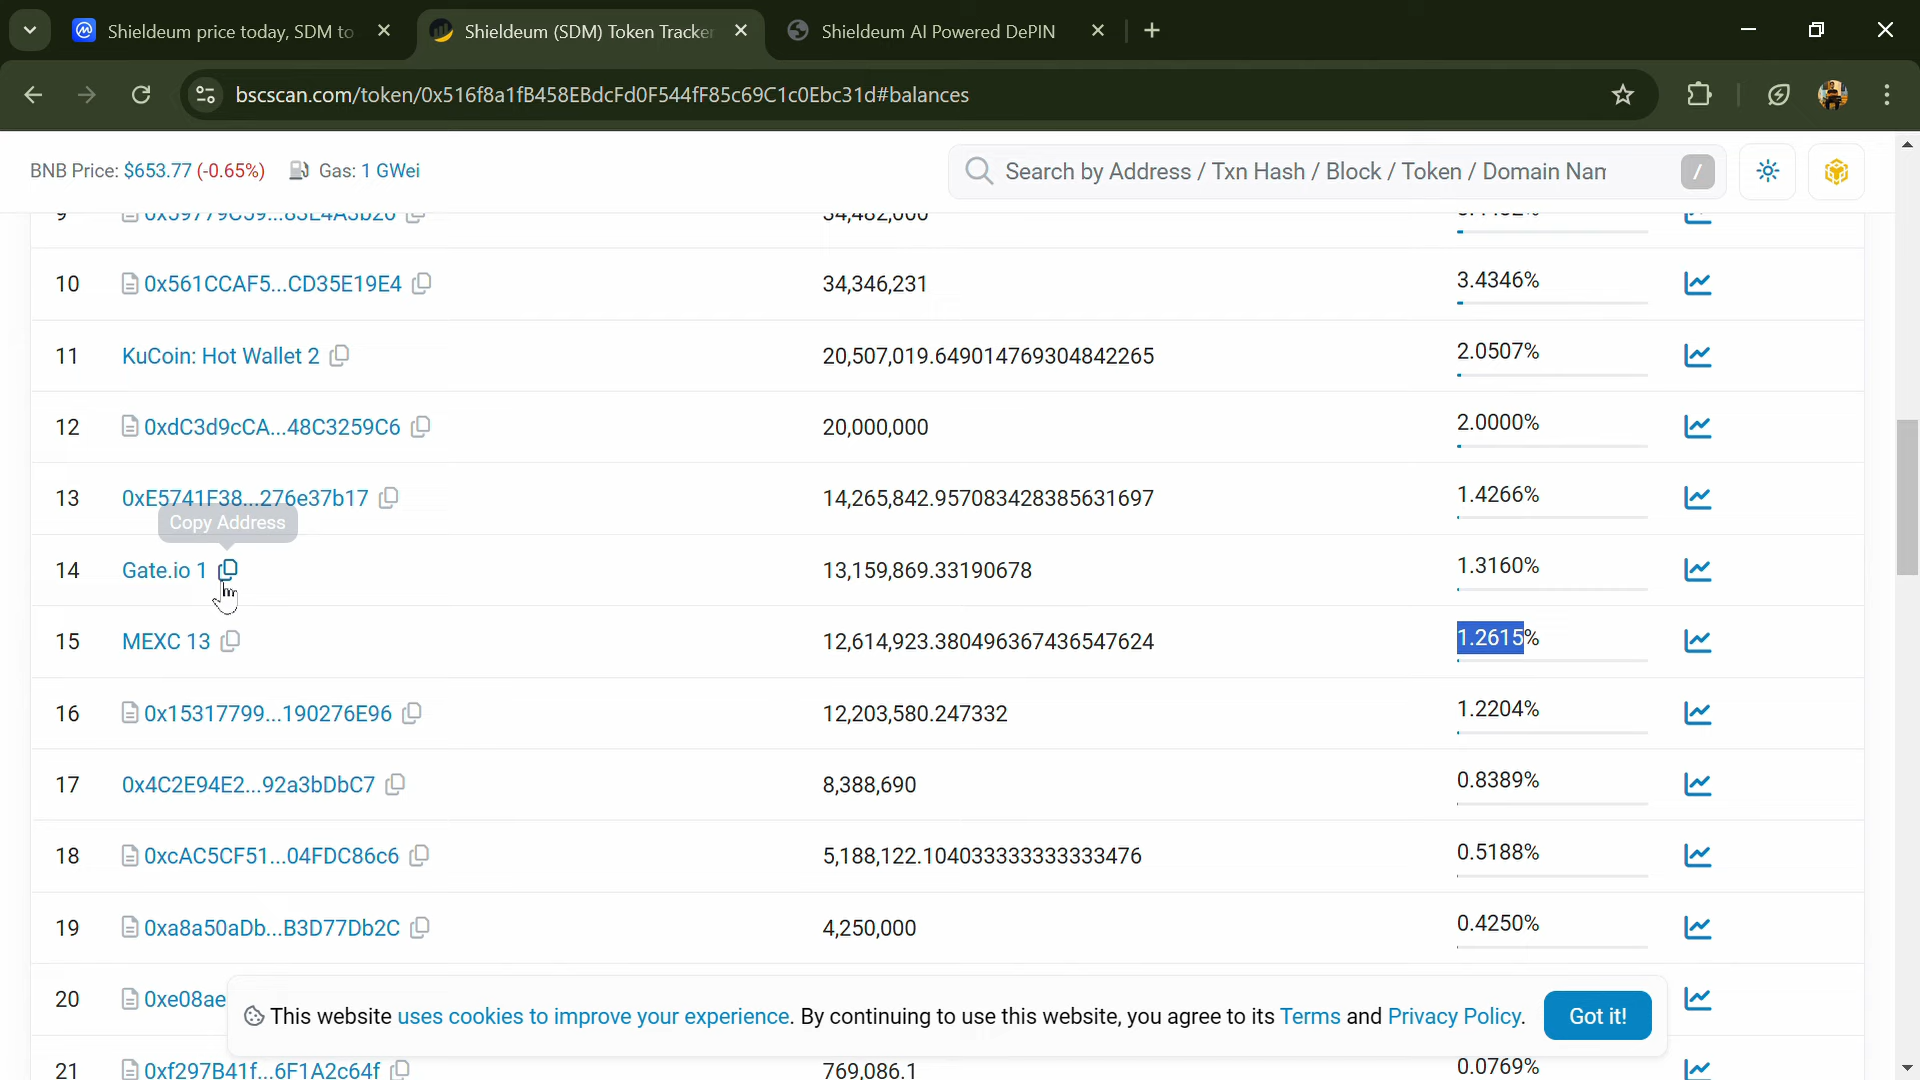 Shieldeum price today, SDM to
Shieldeum (SDM) Token Tracker
Shieldeum AI Powered DePIN
bscscan.com/token/0x516f8a1fB458EBdcFd0F544fF85c69C1c0Ebc31d#balances
BNB Price: $653.77 (-0.65%) Gas: 1 GWei
Search by Address / Txn Hash / Block / Token / Domain Nam
/
9 0x59779C59...83E4A3b20
10 0x561CCAF5...CD35E19E4 34,346,231 3.4346%
11 KuCoin: Hot Wallet 2 20,507,019.649014769304842265 2.0507%
12 0xdC3d9cCA...48C3259C6 20,000,000 2.0000%
13 0xE5741F38...276e37b17 14,265,842.957083428385631697 1.4266%
Copy Address
14 Gate.io 1 13,159,869.33190678 1.3160%
15 MEXC 13 12,614,923.380496367436547624 1.2615%
16 0x15317799...190276E96 12,203,580.247332 1.2204%
17 0x4C2E94E2...92a3bDbC7 8,388,690 0.8389%
18 0xcAC5CF51...04FDC86c6 5,188,122.104033333333333476 0.5188%
19 0xa8a50aDb...B3D77Db2C 4,250,000 0.4250%
20 0xe08ae
This website uses cookies to improve your experience. By continuing to use this website, you agree to its Terms and Privacy Policy. Got it!
21 0xf297B41f...6F1A2c64f 769,086.1 0.0769%